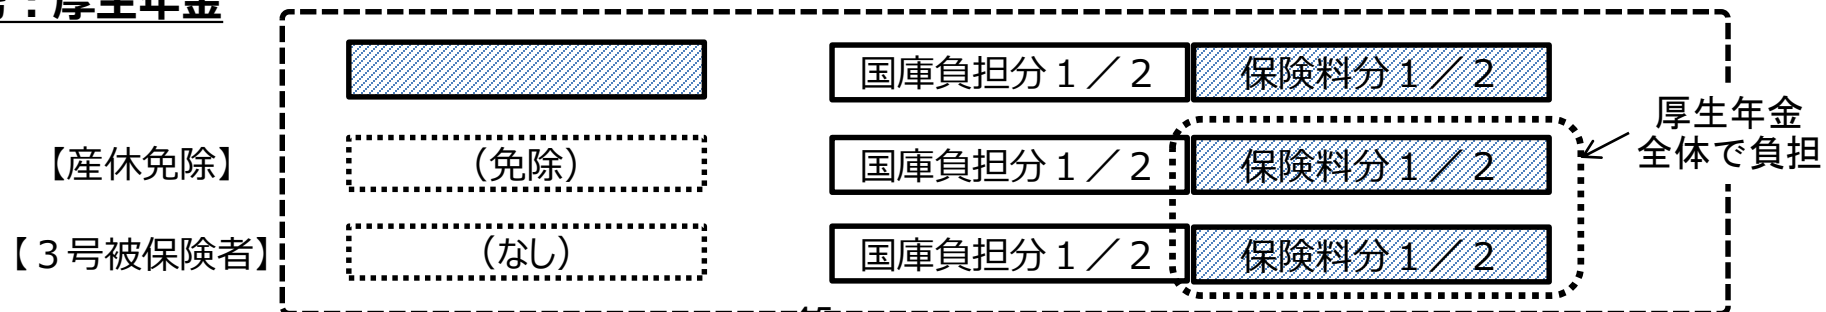 ：厚生年金
国庫負担分１／２ 保険料分１／２
厚生年金
全体で負担
【産休免除】 （免除） 国庫負担分１／２ 保険料分１／２
【３号被保険者】 （なし） 国庫負担分１／２ 保険料分１／２